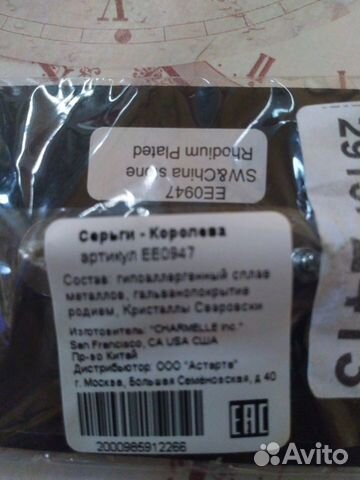 EE0947
SW&China stone
Rhodium Plated
Серьги - Королева
артикул EE0947
Состав: гипоаллергенный сплав
металлов, гальванопокрытие
родием, Кристаллы Сваровски
Изготовитель: "CHARMELLE Inc."
San Francisco, CA USA США
Пр-во Китай
Дистрибьютор: ООО "Астарта"
г. Москва, Большая Семеновская, д 40
EAC
2000985912266
Avito